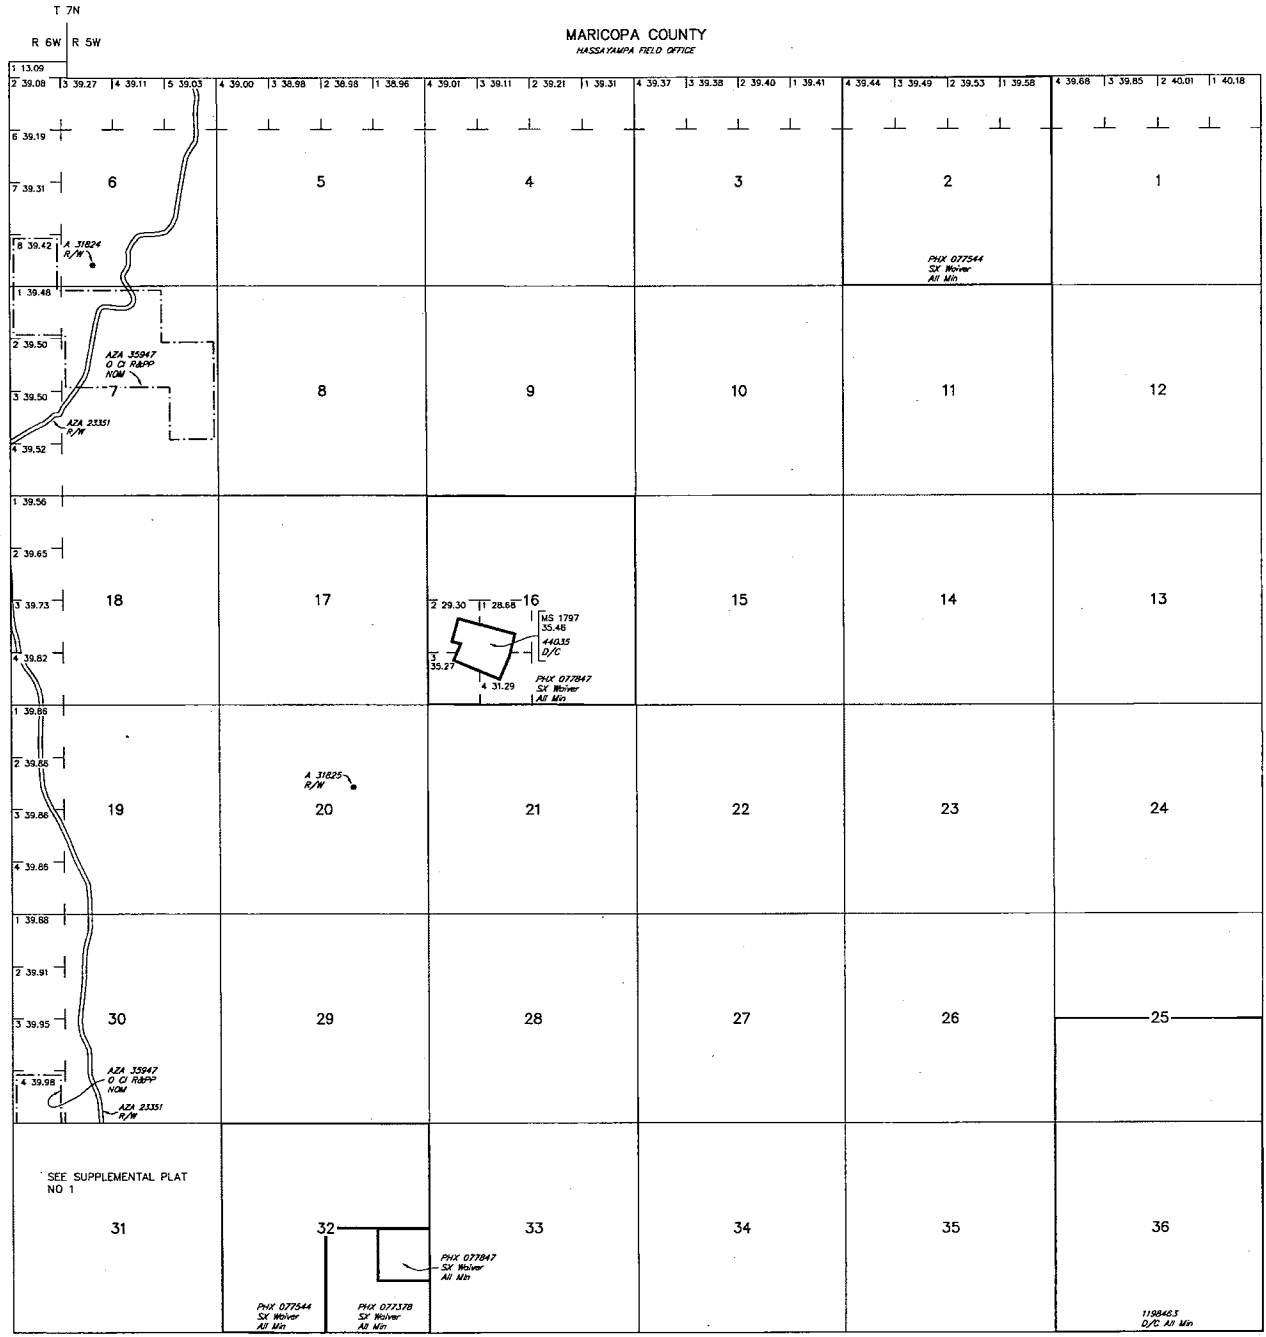 T 7N
R 6W R 5W
MARICOPA COUNTY
HASSAYAMPA FIELD OFFICE
1 13.09
2 39.08 3 39.27 4 39.11 5 39.03 4 39.00 3 38.98 2 38.98 1 38.96 4 39.01 3 39.11 2 39.21 1 39.31 4 39.37 3 39.38 2 39.40 1 39.41 4 39.44 3 39.49 2 39.53 1 39.58 4 39.68 3 39.85 2 40.01 1 40.18
6 39.19
7 39.31 6 5 4 3 2 1
8 39.42
A 31824
R/W
PHX 077544
SX Waiver
All Min
1 39.48
2 39.50
AZA 35947
O Cl R&PP
NOM
3 39.50 7 8 9 10 11 12
AZA 23351
R/W
4 39.52
1 39.56
2 39.65
3 39.73 18 17 16 15 14 13
2 29.30 1 28.68
MS 1797
35.46
44035
D/C
4 39.82
3
35.27
4 31.29
PHX 077847
SX Waiver
All Min
1 39.86
2 39.86
A 31825
R/W
3 39.86 19 20 21 22 23 24
4 39.86
1 39.88
2 39.91
3 39.95 30 29 28 27 26 25
4 39.98
AZA 35947
O Cl R&PP
NOM
AZA 23351
R/W
SEE SUPPLEMENTAL PLAT
NO 1
31 32 33 34 35 36
PHX 077847
SX Waiver
All Min
PHX 077544
SX Waiver
All Min
PHX 077378
SX Waiver
All Min
1198463
D/C All Min